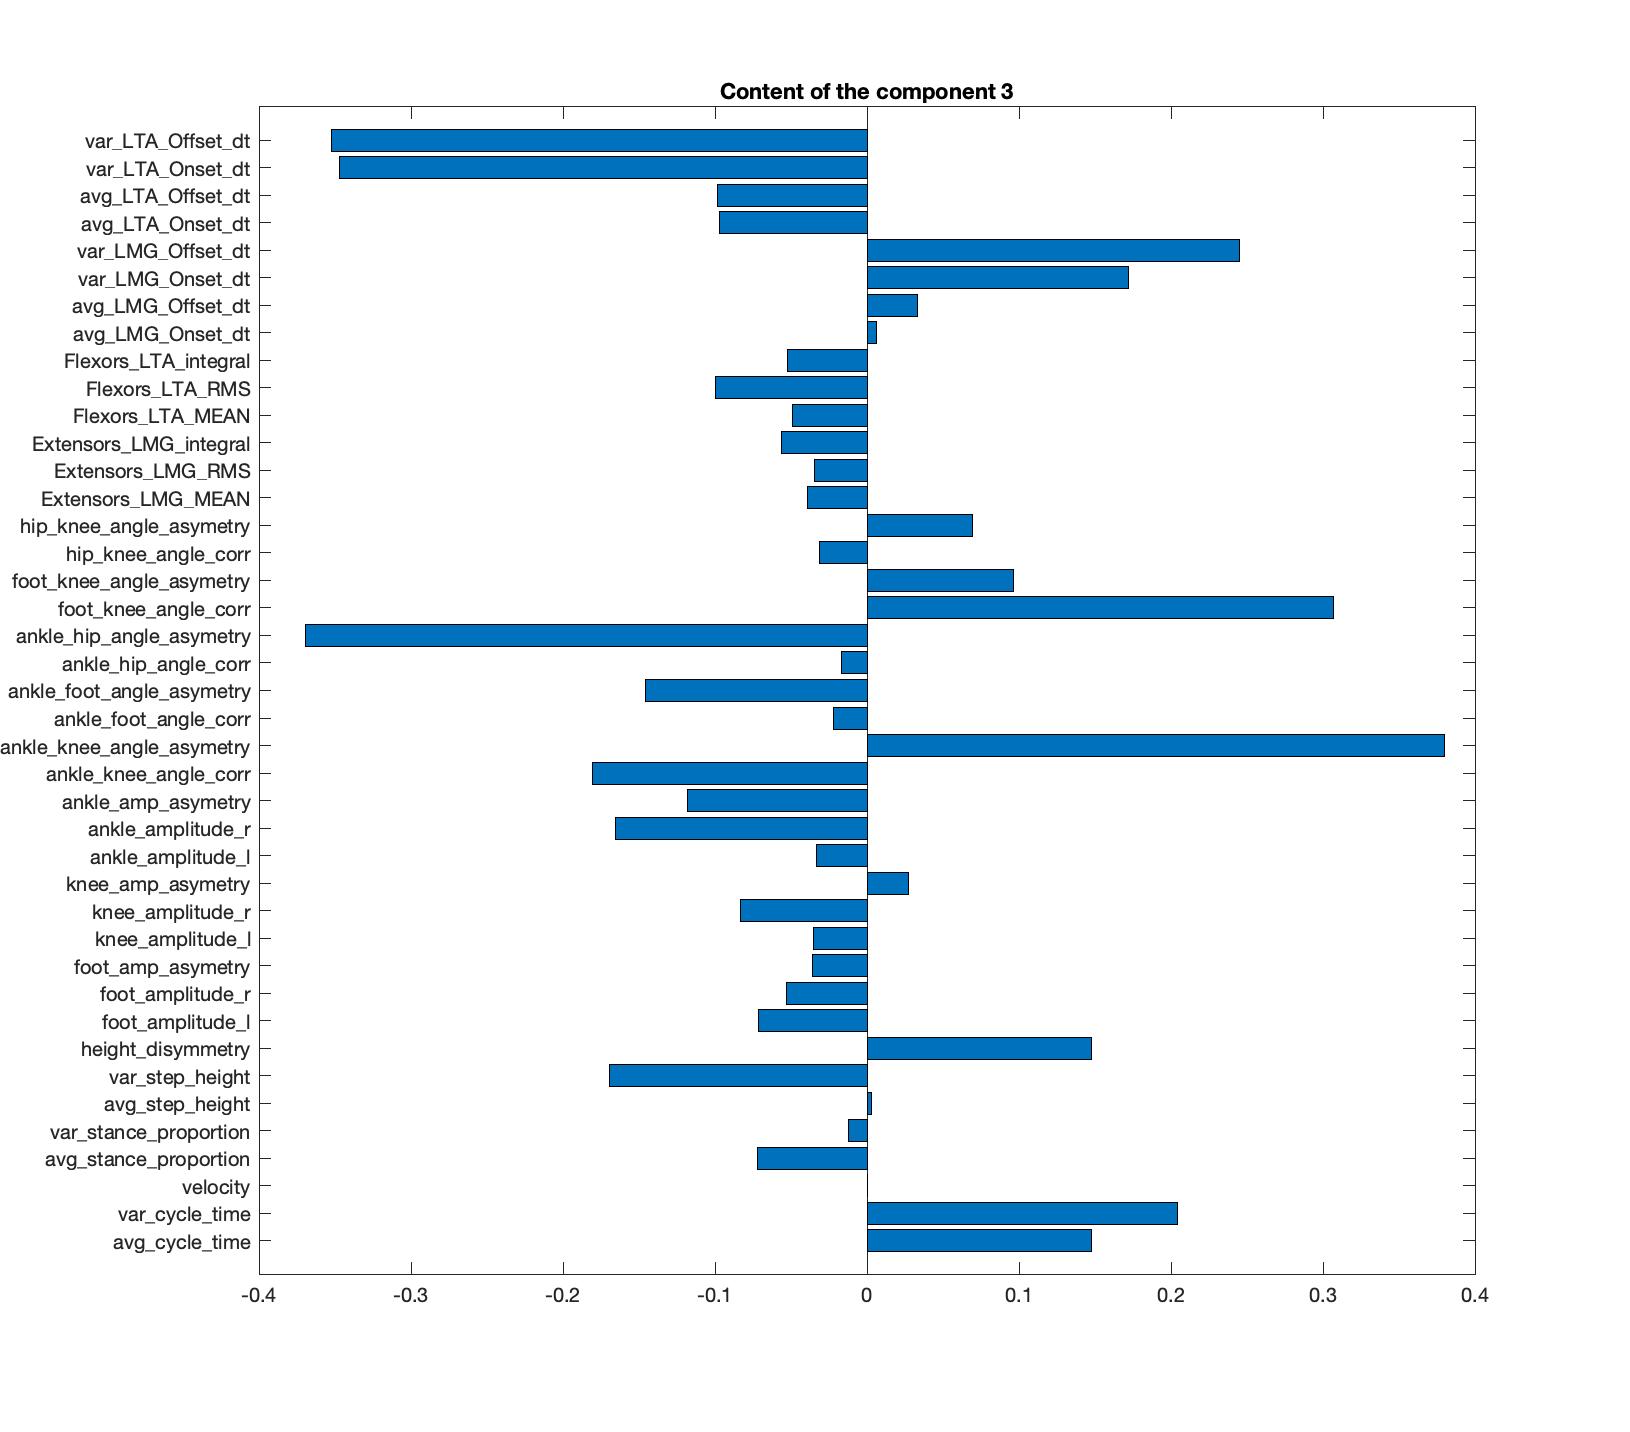 Content of the component 3
var_LTA_Offset_dt
var_LTA_Onset_dt
avg_LTA_Offset_dt
avg_LTA_Onset_dt
var_LMG_Offset_dt
var_LMG_Onset_dt
avg_LMG_Offset_dt
avg_LMG_Onset_dt
Flexors_LTA_integral
Flexors_LTA_RMS
Flexors_LTA_MEAN
Extensors_LMG_integral
Extensors_LMG_RMS
Extensors_LMG_MEAN
hip_knee_angle_asymetry
hip_knee_angle_corr
foot_knee_angle_asymetry
foot_knee_angle_corr
ankle_hip_angle_asymetry
ankle_hip_angle_corr
ankle_foot_angle_asymetry
ankle_foot_angle_corr
ankle_knee_angle_asymetry
ankle_knee_angle_corr
ankle_amp_asymetry
ankle_amplitude_r
ankle_amplitude_l
knee_amp_asymetry
knee_amplitude_r
knee_amplitude_l
foot_amp_asymetry
foot_amplitude_r
foot_amplitude_l
height_disymmetry
var_step_height
avg_step_height
var_stance_proportion
avg_stance_proportion
velocity
var_cycle_time
avg_cycle_time
-0.4 -0.3 -0.2 -0.1 0 0.1 0.2 0.3 0.4